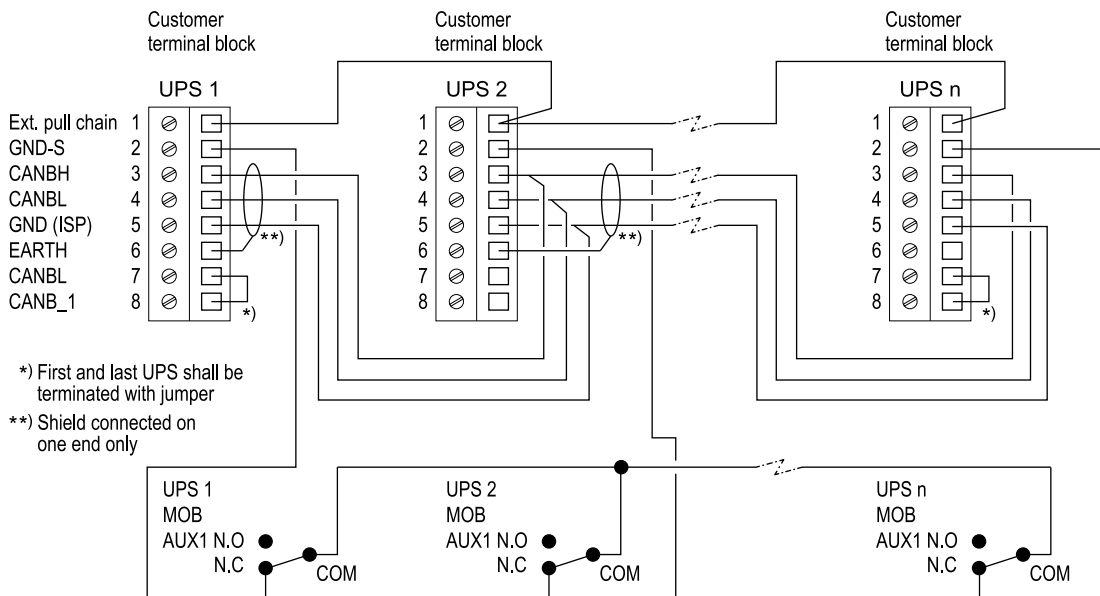 Customer
terminal block
Customer
terminal block
Customer
terminal block
UPS 1
UPS 2
UPS n
Ext. pull chain 1
GND-S 2
CANBH 3
CANBL 4
GND (ISP) 5
EARTH 6
CANBL 7
CANB_1 8
**)
*)
1
2
3
4
5
6
7
8
**)
1
2
3
4
5
6
7
8
*)
*) First and last UPS shall be
terminated with jumper
**) Shield connected on
one end only
UPS 1
MOB
AUX1 N.O
N.C
COM
UPS 2
MOB
AUX1 N.O
N.C
COM
UPS n
MOB
AUX1 N.O
N.C
COM